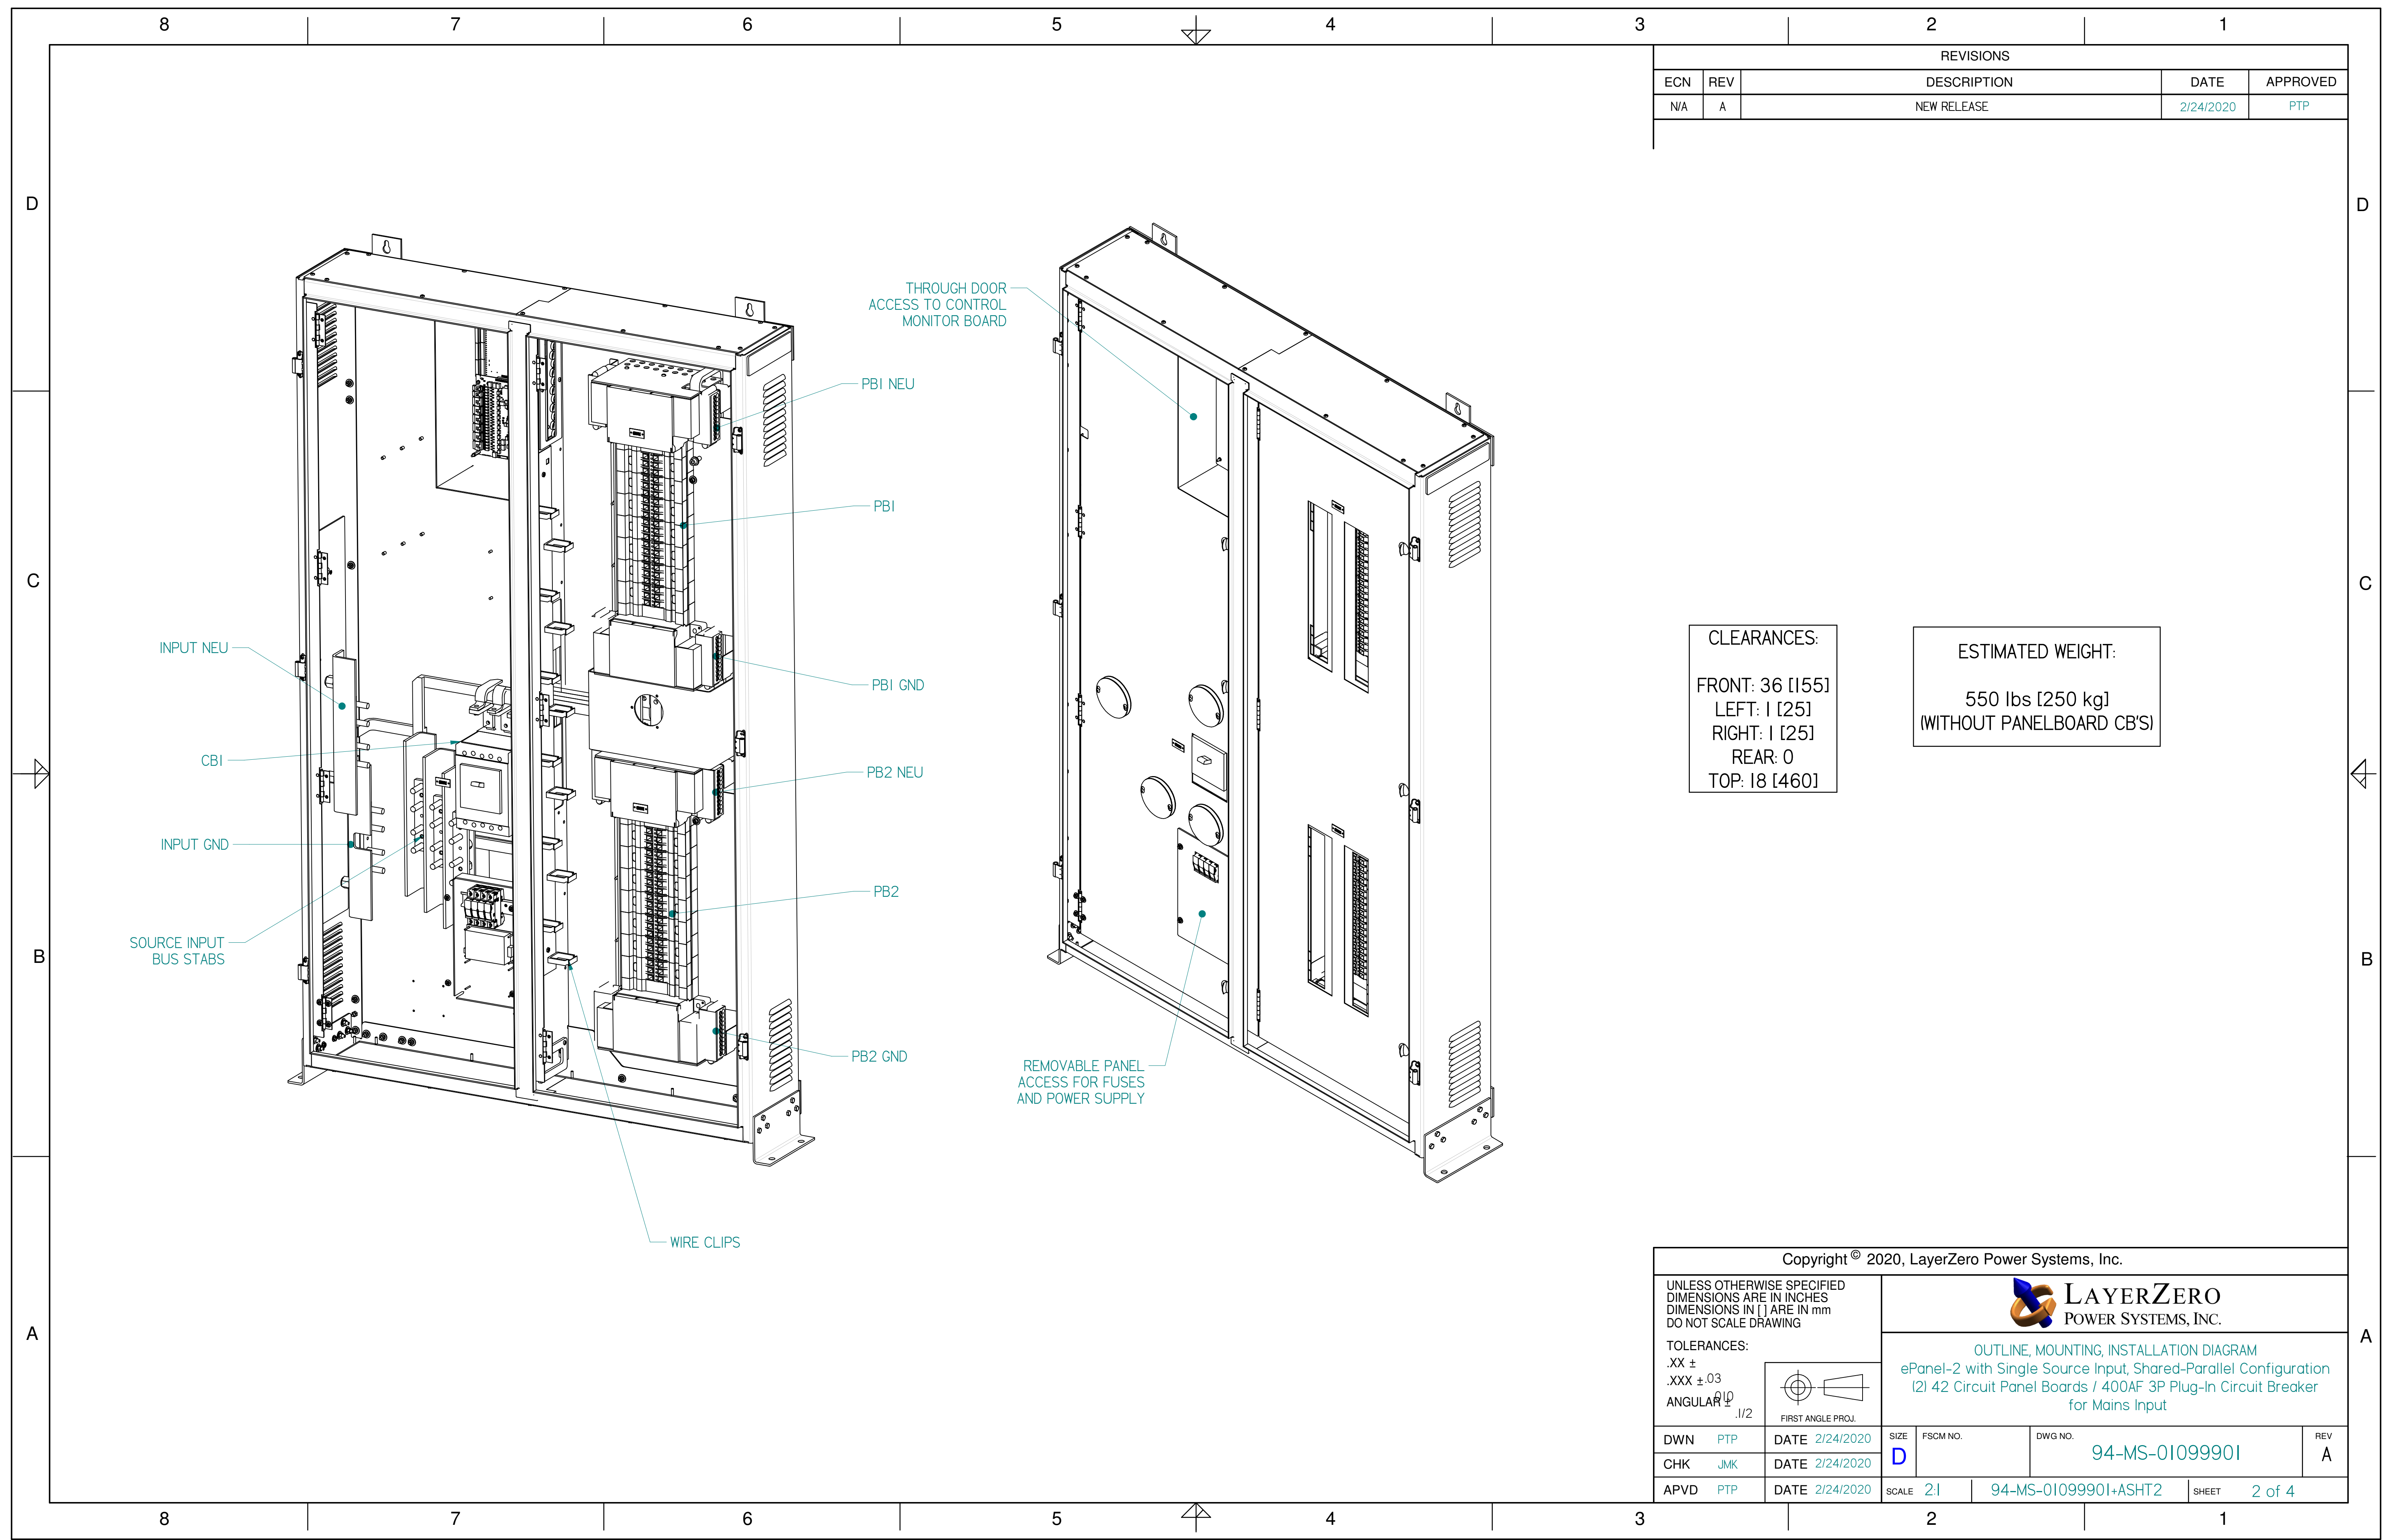 8 7 6 5 4 3 2 1
REVISIONS
ECN REV DESCRIPTION DATE APPROVED
N/A A NEW RELEASE 2/24/2020 PTP
D D
THROUGH DOOR
ACCESS TO CONTROL
MONITOR BOARD
PB1 NEU
PB1
C C
INPUT NEU
PB1 GND
CB1
PB2 NEU
INPUT GND
PB2
SOURCE INPUT
BUS STABS
B B
PB2 GND
REMOVABLE PANEL
ACCESS FOR FUSES
AND POWER SUPPLY
WIRE CLIPS
CLEARANCES:
FRONT: 36 [155]
LEFT: 1 [25]
RIGHT: 1 [25]
REAR: 0
TOP: 18 [460]
ESTIMATED WEIGHT:
550 lbs [250 kg]
(WITHOUT PANELBOARD CB'S)
A A
Copyright © 2020, LayerZero Power Systems, Inc.
UNLESS OTHERWISE SPECIFIED
DIMENSIONS ARE IN INCHES
DIMENSIONS IN [ ] ARE IN mm
DO NOT SCALE DRAWING
TOLERANCES:
.XX ±
.XXX ± .03
ANGULAR ± .010
.1/2
FIRST ANGLE PROJ.
LAYERZERO
POWER SYSTEMS, INC.
OUTLINE, MOUNTING, INSTALLATION DIAGRAM
ePanel-2 with Single Source Input, Shared-Parallel Configuration
(2) 42 Circuit Panel Boards / 400AF 3P Plug-In Circuit Breaker
for Mains Input
DWN PTP DATE 2/24/2020
CHK JMK DATE 2/24/2020
APVD PTP DATE 2/24/2020
SIZE D
FSCM NO.
DWG NO. 94-MS-01099901
REV A
SCALE 2:1
94-MS-01099901+ASHT2
SHEET 2 of 4
8 7 6 5 4 3 2 1